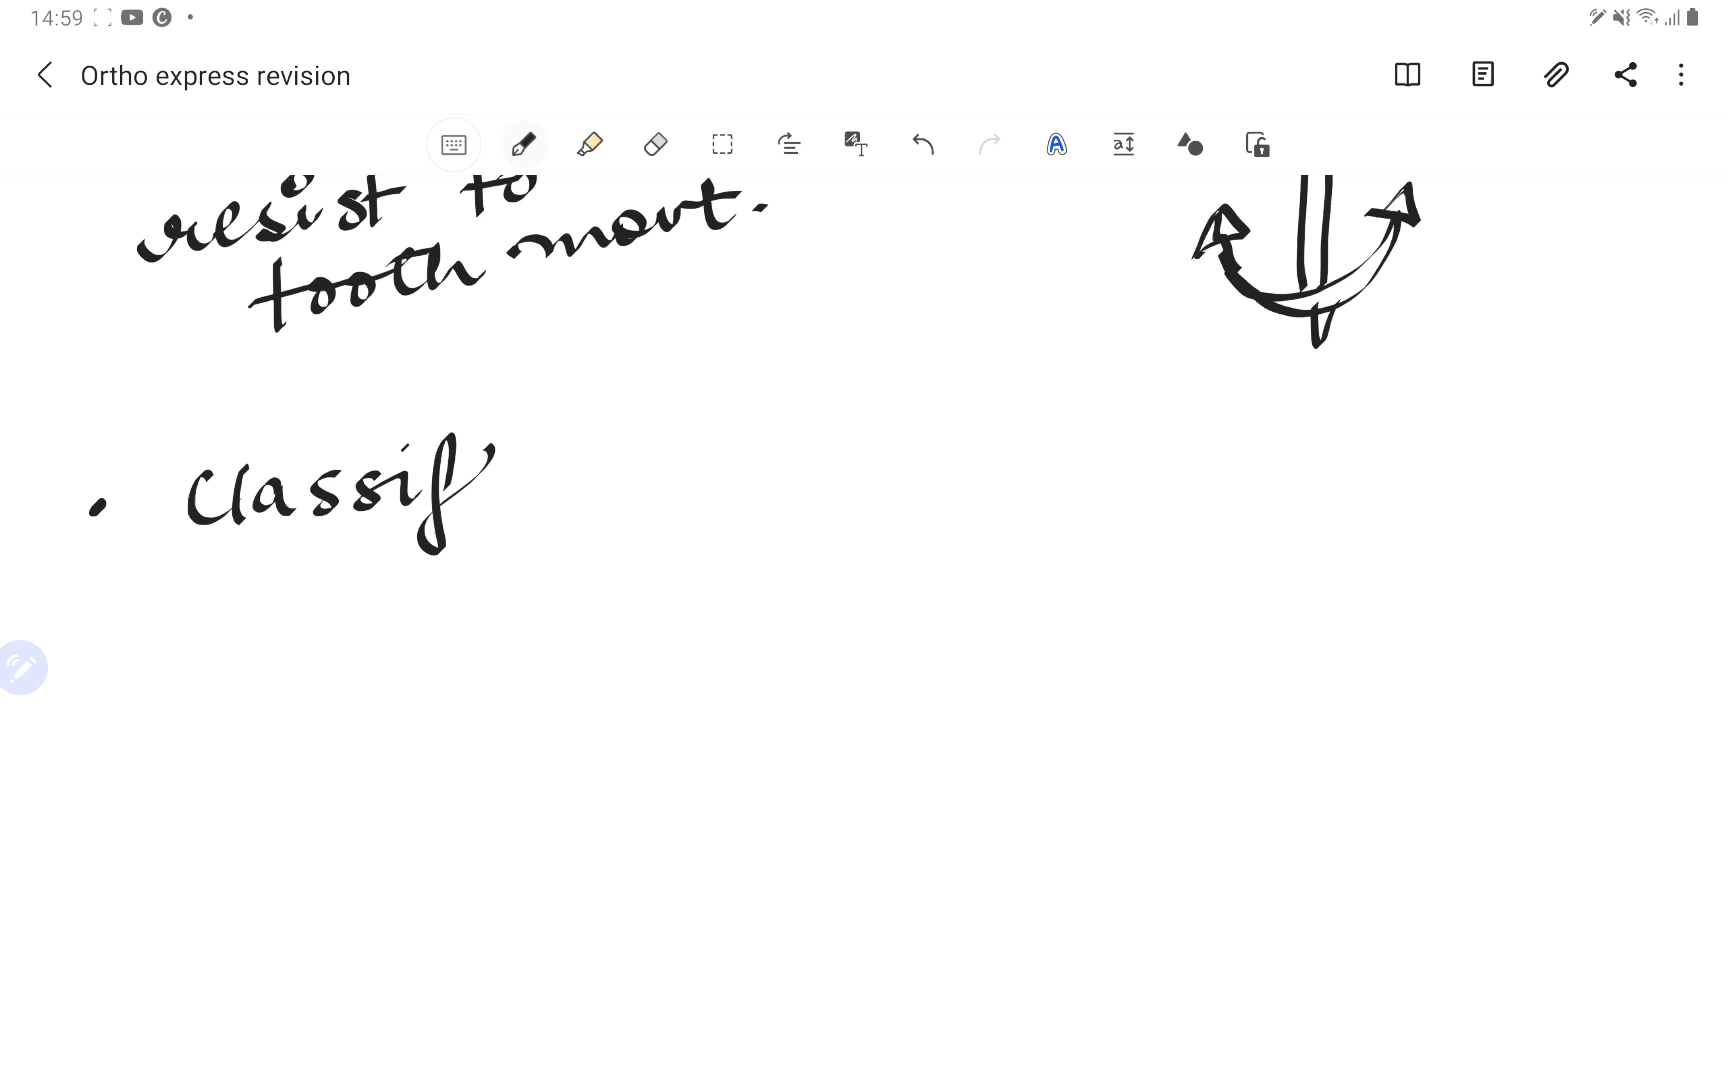 14:59
Ortho express revision
resist to
tooth movt.
• Classif